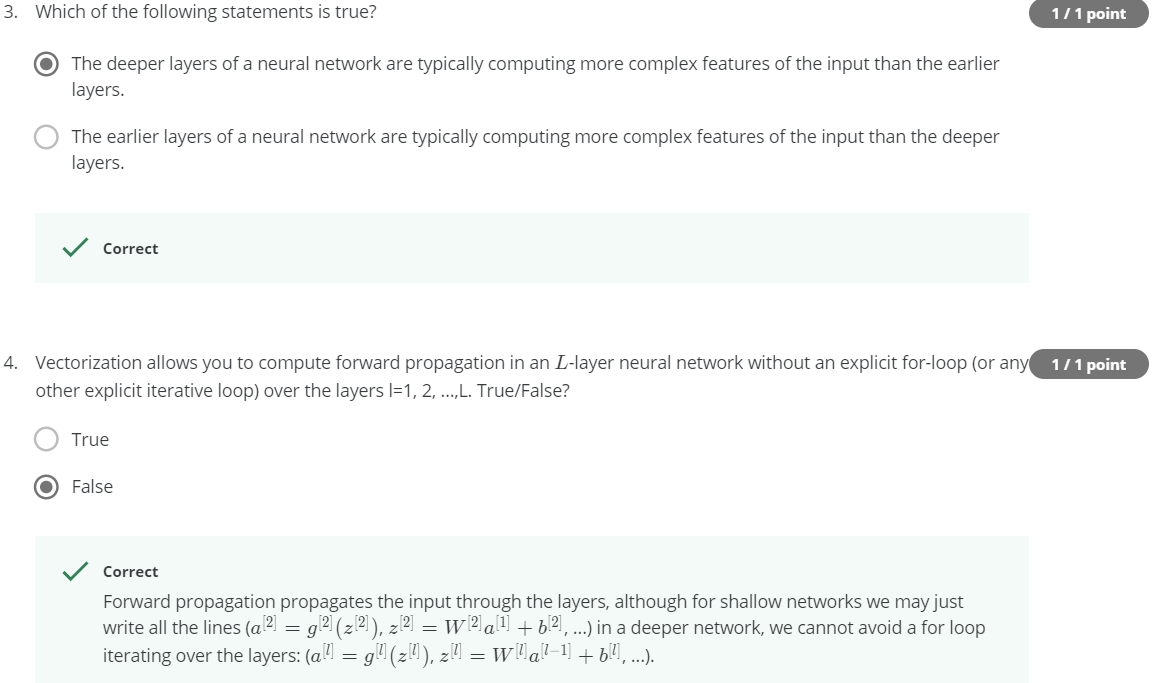 3. Which of the following statements is true?
1 / 1 point
The deeper layers of a neural network are typically computing more complex features of the input than the earlier
layers.
The earlier layers of a neural network are typically computing more complex features of the input than the deeper
layers.
Correct
4. Vectorization allows you to compute forward propagation in an L-layer neural network without an explicit for-loop (or any
1 / 1 point
other explicit iterative loop) over the layers l=1, 2, ...,L. True/False?
True
False
Correct
Forward propagation propagates the input through the layers, although for shallow networks we may just
write all the lines (a^[2] = g^[2](z^[2]), z^[2] = W^[2]a^[1] + b^[2], ...) in a deeper network, we cannot avoid a for loop
iterating over the layers: (a^[l] = g^[l](z^[l]), z^[l] = W^[l]a^[l−1] + b^[l], ...).